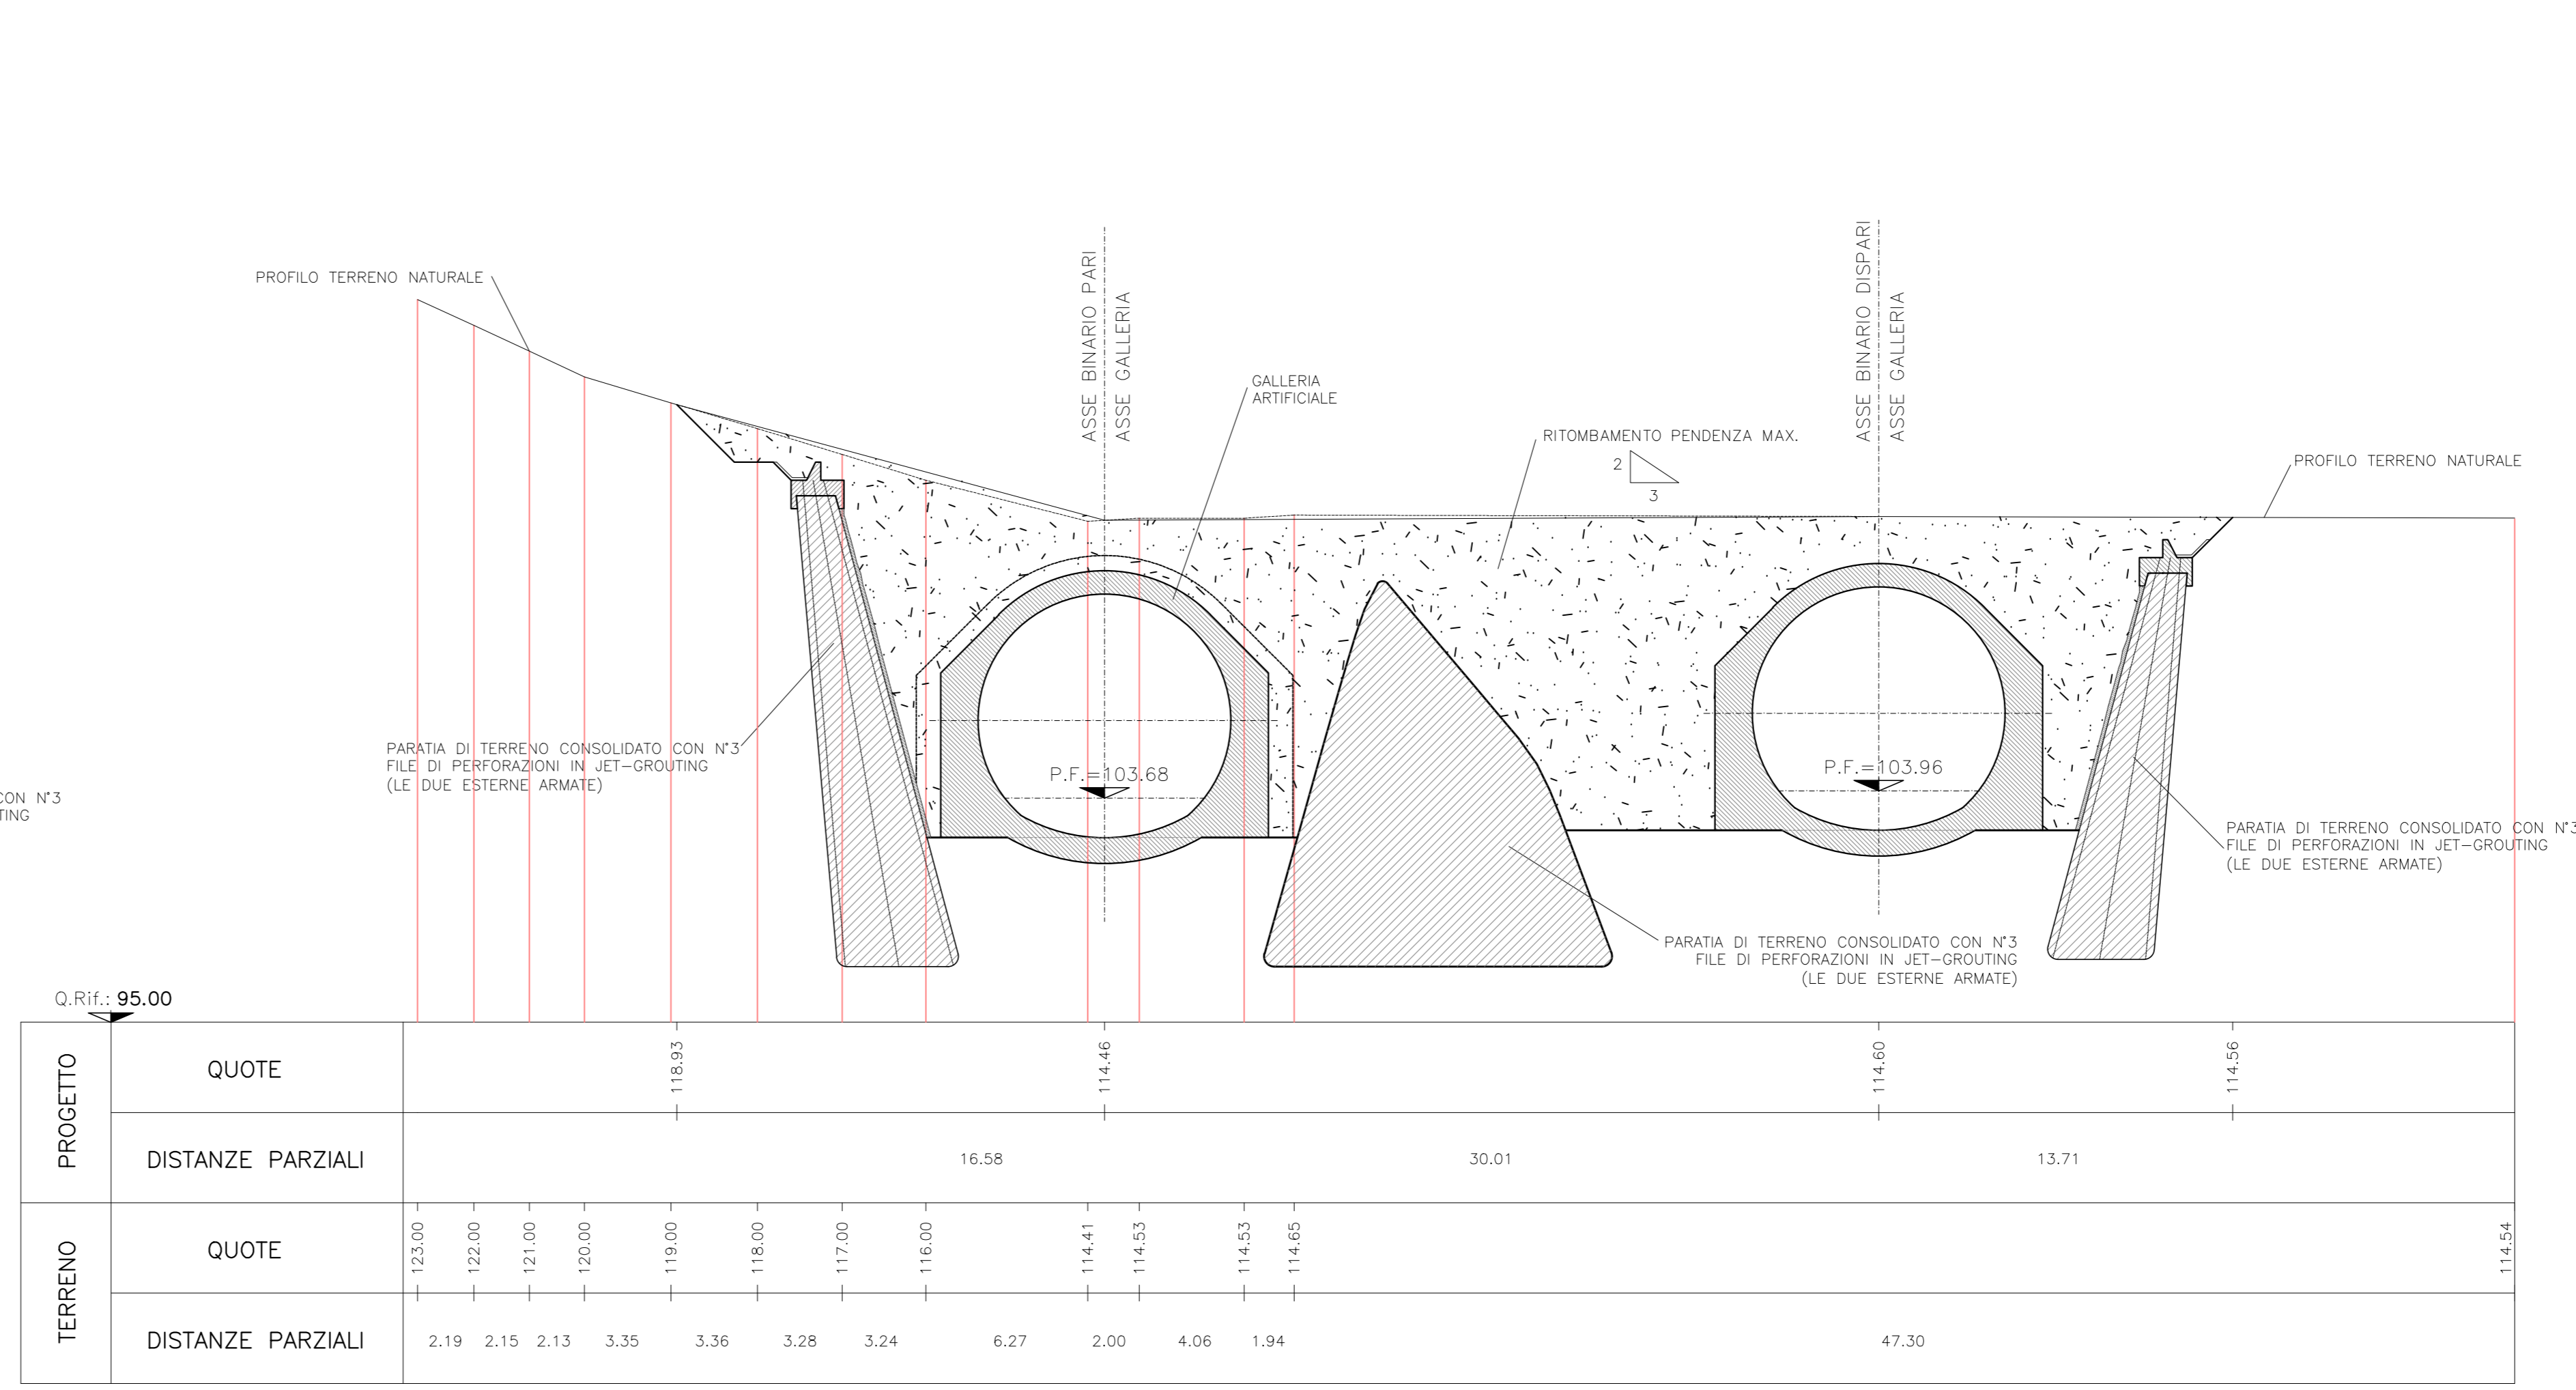 PROFILO TERRENO NATURALE
ASSE BINARIO PARI
ASSE GALLERIA
ASSE BINARIO DISPARI
ASSE GALLERIA
GALLERIA
ARTIFICIALE
RITOMBAMENTO PENDENZA MAX.
2
3
PROFILO TERRENO NATURALE
PARATIA DI TERRENO CONSOLIDATO CON N°3
FILE DI PERFORAZIONI IN JET-GROUTING
(LE DUE ESTERNE ARMATE)
CON N°3
TING
P.F.=103.68
P.F.=103.96
PARATIA DI TERRENO CONSOLIDATO CON N°3
FILE DI PERFORAZIONI IN JET-GROUTING
(LE DUE ESTERNE ARMATE)
PARATIA DI TERRENO CONSOLIDATO CON N°3
FILE DI PERFORAZIONI IN JET-GROUTING
(LE DUE ESTERNE ARMATE)
Q.Rif.: 95.00
PROGETTO
QUOTE
118.93 114.46 114.60 114.56
DISTANZE PARZIALI
16.58 30.01 13.71
TERRENO
QUOTE
123.00 122.00 121.00 120.00 119.00 118.00 117.00 116.00 114.41 114.53 114.53 114.65 114.54
DISTANZE PARZIALI
2.19 2.15 2.13 3.35 3.36 3.28 3.24 6.27 2.00 4.06 1.94 47.30